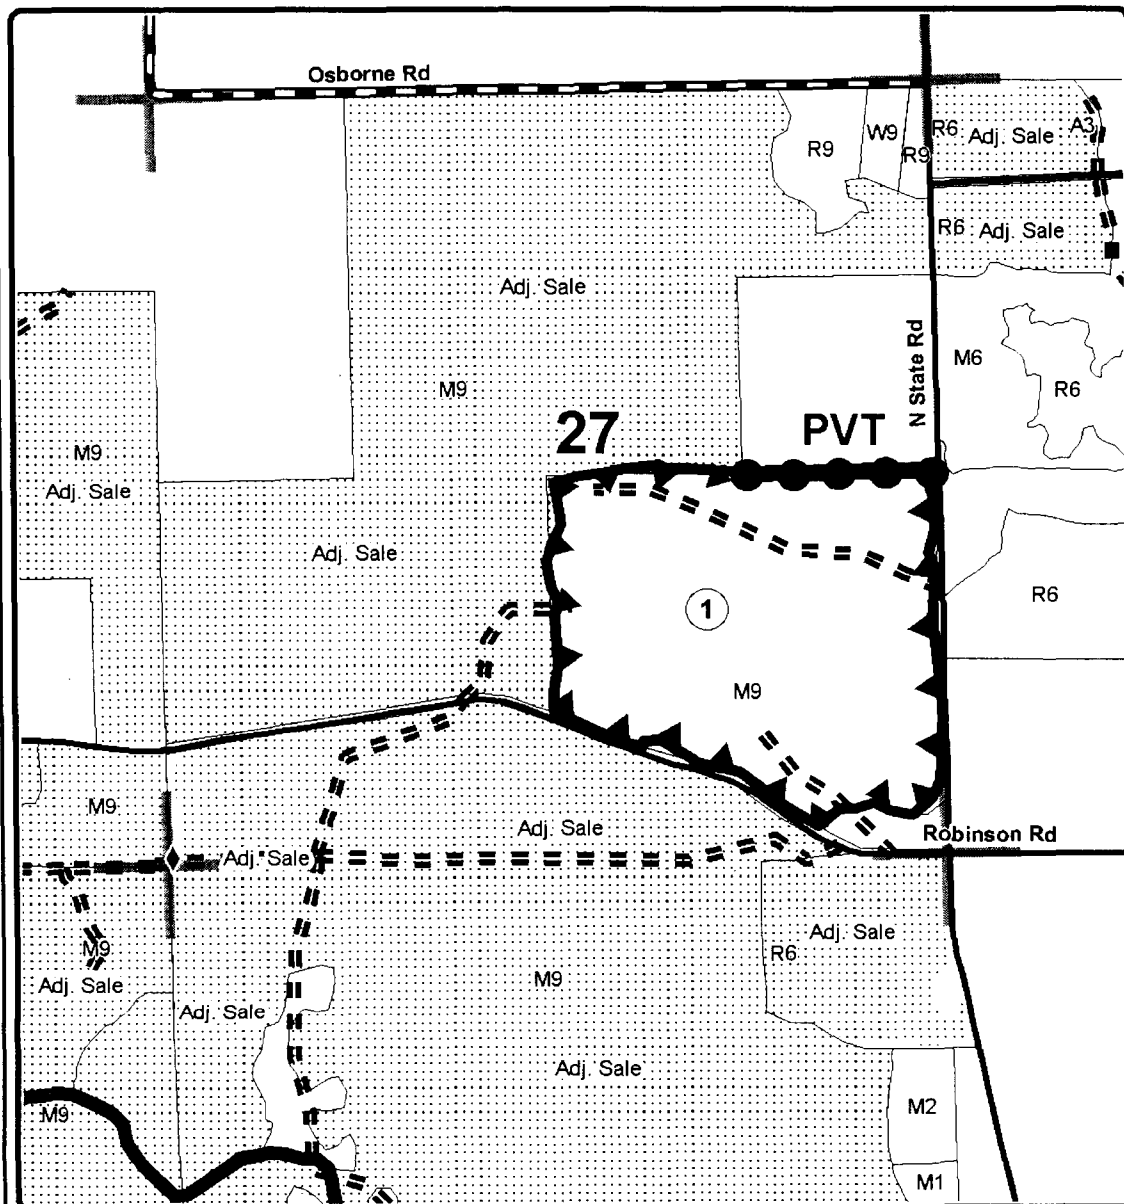 Osborne Rd
W9
R6
Adj. Sale
A3
R9
R9
R6
Adj. Sale
Adj. Sale
N State Rd
M6
M9
R6
27
PVT
M9
Adj. Sale
Adj. Sale
R6
1
M9
M9
Adj. Sale
Robinson Rd
Adj. Sale
Adj. Sale
R6
M9
M9
Adj. Sale
Adj. Sale
Adj. Sale
M9
M2
M1